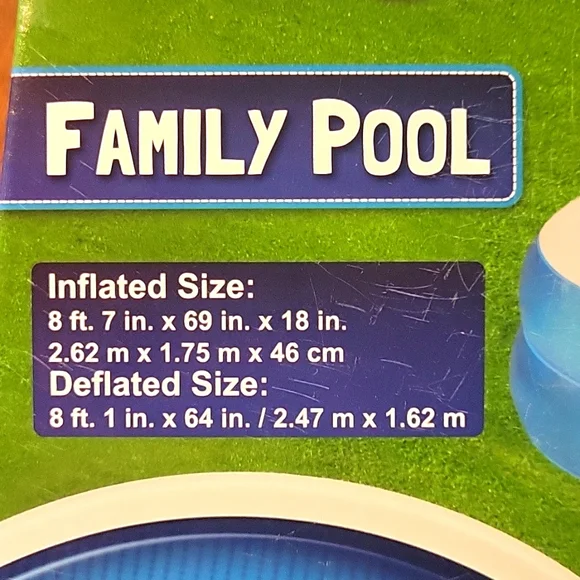 FAMILY POOL
Inflated Size:
8 ft. 7 in. x 69 in. x 18 in.
2.62 m x 1.75 m x 46 cm
Deflated Size:
8 ft. 1 in. x 64 in. / 2.47 m x 1.62 m